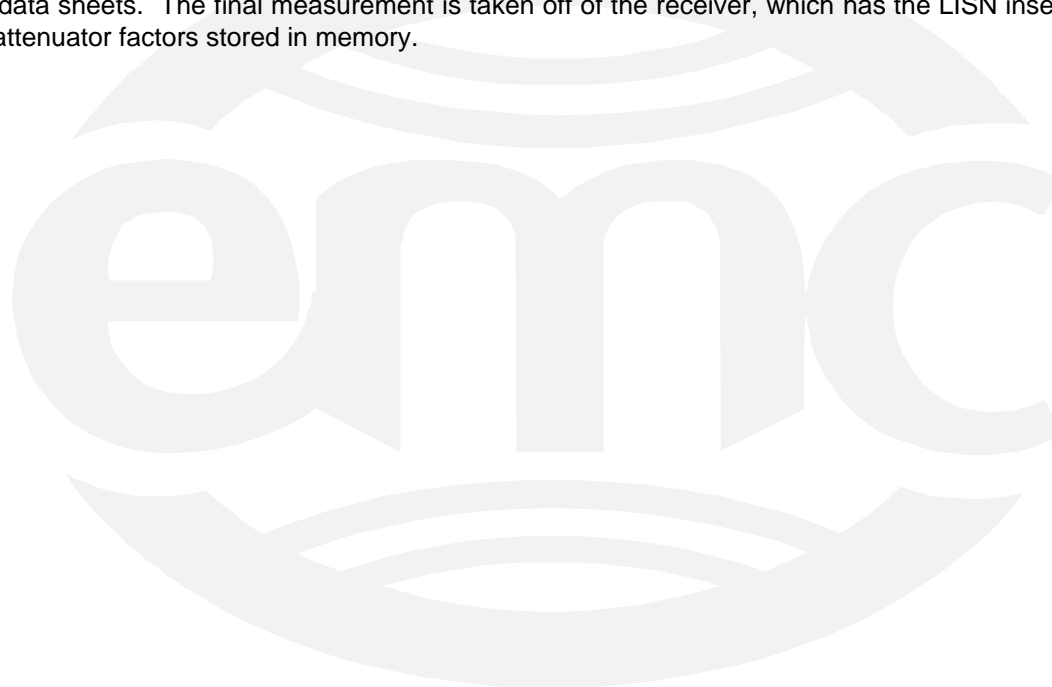 data sheets.  The final measurement is taken off of the receiver, which has the LISN inse
attenuator factors stored in memory.
emc